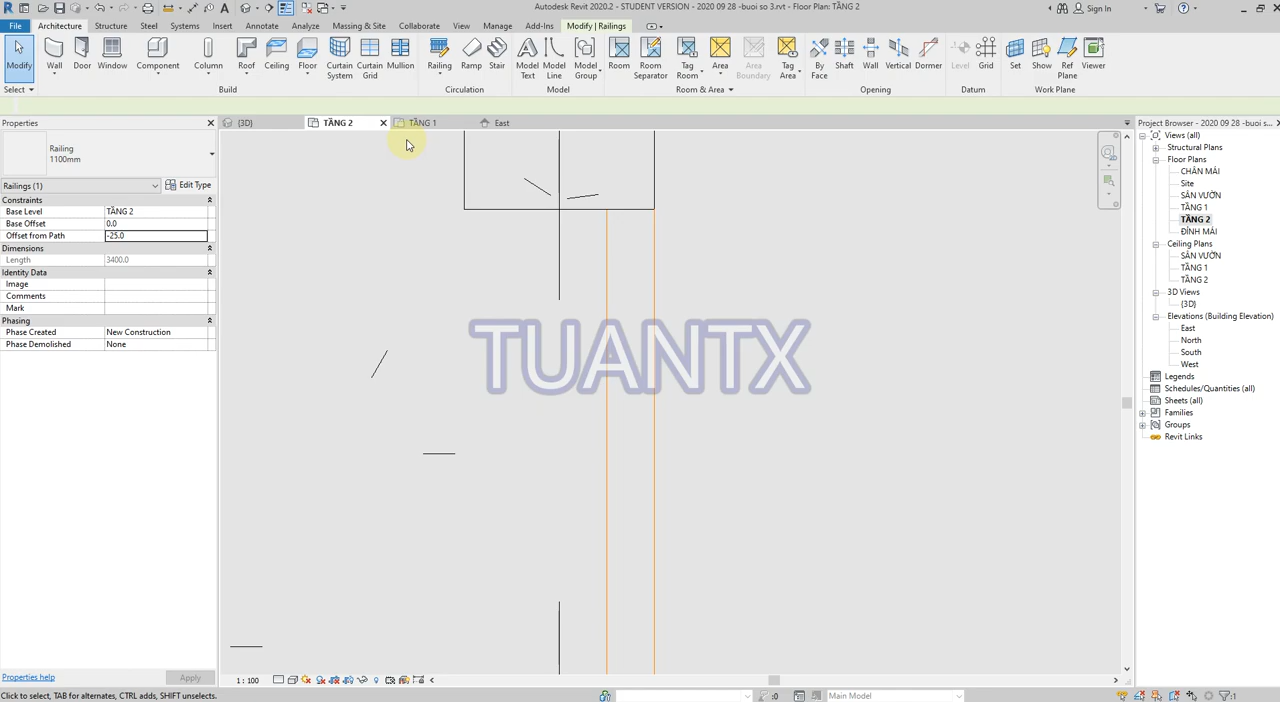 Autodesk Revit 2020.2 - STUDENT VERSION - 2020 09 28 -buoi so 3.rvt - Floor Plan: TẦNG 2
Sign In
File Architecture Structure Steel Systems Insert Annotate Analyze Massing & Site Collaborate View Manage Add-Ins Modify | Railings
Modify Wall Door Window Component Column Roof Ceiling Floor Curtain System Curtain Grid Mullion Railing Ramp Stair Model Text Model Line Model Group Room Room Separator Tag Room Area Area Boundary Tag Area By Face Shaft Wall Vertical Dormer Level Grid Set Show Ref Plane Viewer
Select Build Circulation Model Room & Area Opening Datum Work Plane
Properties
{3D} TẦNG 2 TẦNG 1 East
Project Browser - 2020 09 28 -buoi s...
Railing
1100mm
Railings (1) Edit Type
Constraints
Base Level TẦNG 2
Base Offset 0.0
Offset from Path -25.0
Dimensions
Length 3400.0
Identity Data
Image
Comments
Mark
Phasing
Phase Created New Construction
Phase Demolished None
TUANTX
Views (all)
Structural Plans
Floor Plans
CHÂN MÁI
Site
SÂN VƯỜN
TẦNG 1
TẦNG 2
ĐỈNH MÁI
Ceiling Plans
SÂN VƯỜN
TẦNG 1
TẦNG 2
3D Views
{3D}
Elevations (Building Elevation)
East
North
South
West
Legends
Schedules/Quantities (all)
Sheets (all)
Families
Groups
Revit Links
Properties help Apply
1 : 100
Click to select, TAB for alternates, CTRL adds, SHIFT unselects.
:0
Main Model
:1